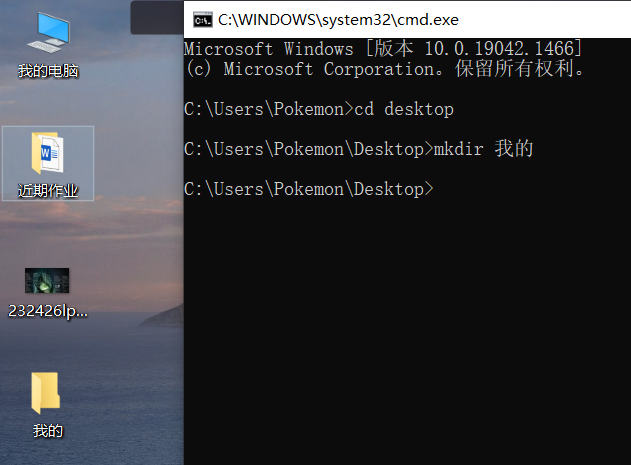 C:\WINDOWS\system32\cmd.exe
Microsoft Windows [版本 10.0.19042.1466]
(c) Microsoft Corporation。保留所有权利。
C:\Users\Pokemon>cd desktop
C:\Users\Pokemon\Desktop>mkdir 我的
C:\Users\Pokemon\Desktop>
我的电脑
近期作业
232426lp...
我的